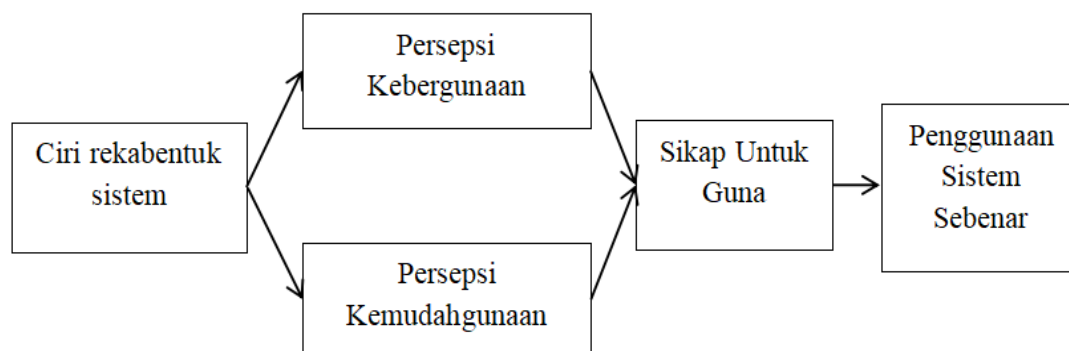 Persepsi
Kebergunaan
Ciri rekabentuk
sistem
Sikap Untuk
Guna
Penggunaan
Sistem
Sebenar
Persepsi
Kemudahgunaan